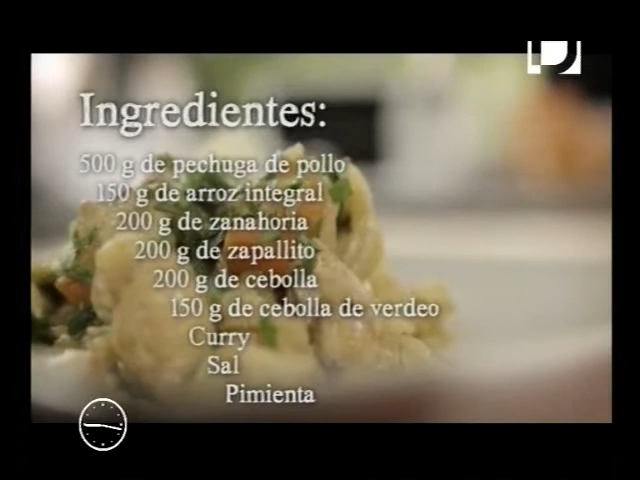 Ingredientes:
500 g de pechuga de pollo
150 g de arroz integral
200 g de zanahoria
200 g de zapallito
200 g de cebolla
150 g de cebolla de verdeo
Curry
Sal
Pimienta